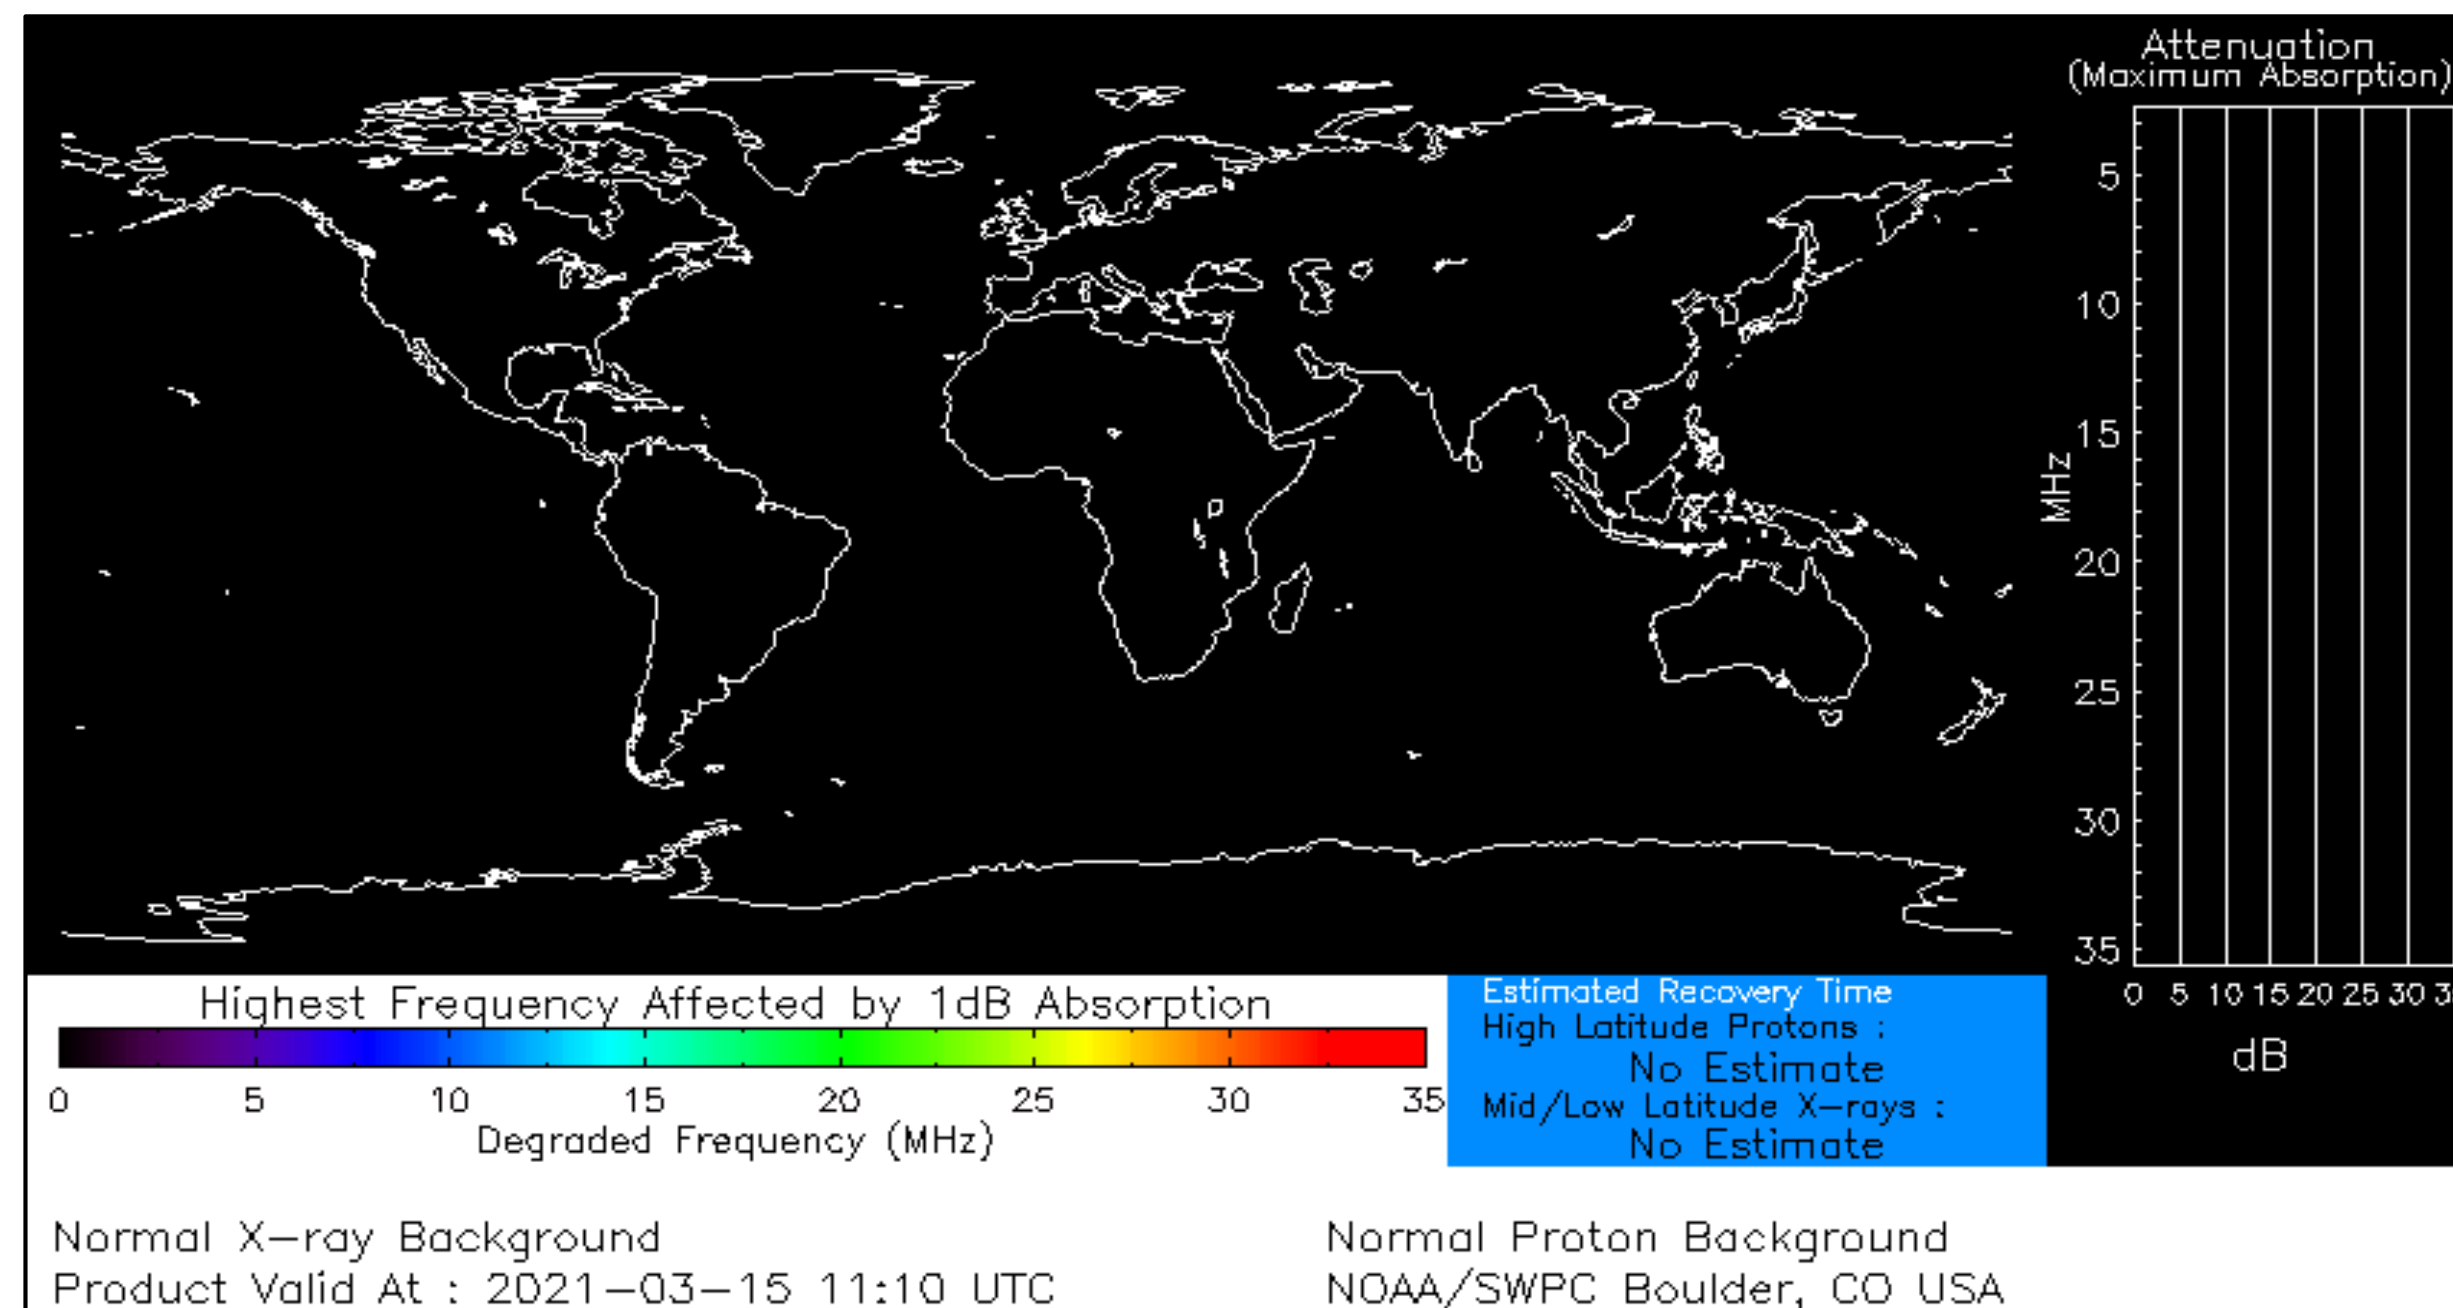 Attenuation
(Maximum Absorption)
5
10
15
20
25
30
35
MHz
0 5 10 15 20 25 30
dB
Highest Frequency Affected by 1dB Absorption
0 5 10 15 20 25 30 35
Degraded Frequency (MHz)
Estimated Recovery Time
High Latitude Protons :
No Estimate
Mid/Low Latitude X-rays :
No Estimate
Normal X-ray Background
Normal Proton Background
Product Valid At : 2021-03-15 11:10 UTC
NOAA/SWPC Boulder, CO USA